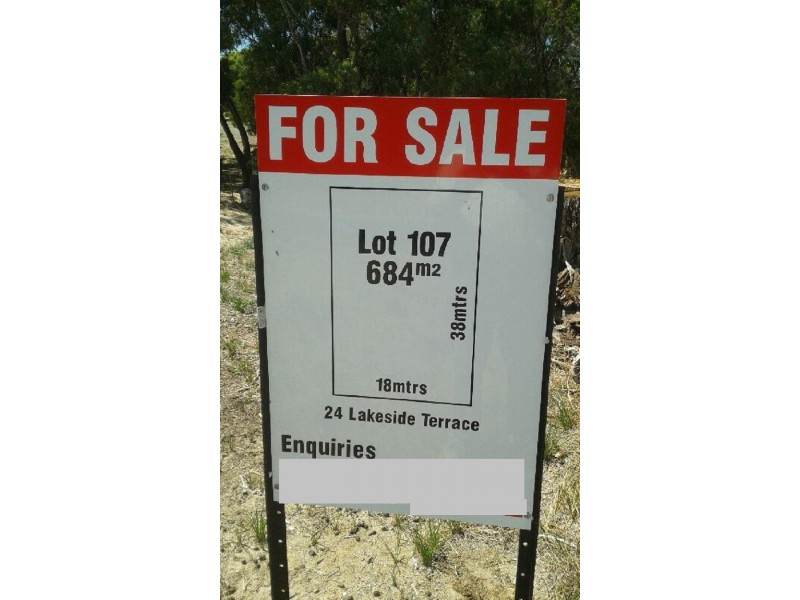 FOR SALE
Lot 107
684m2
38mtrs
18mtrs
24 Lakeside Terrace
Enquiries